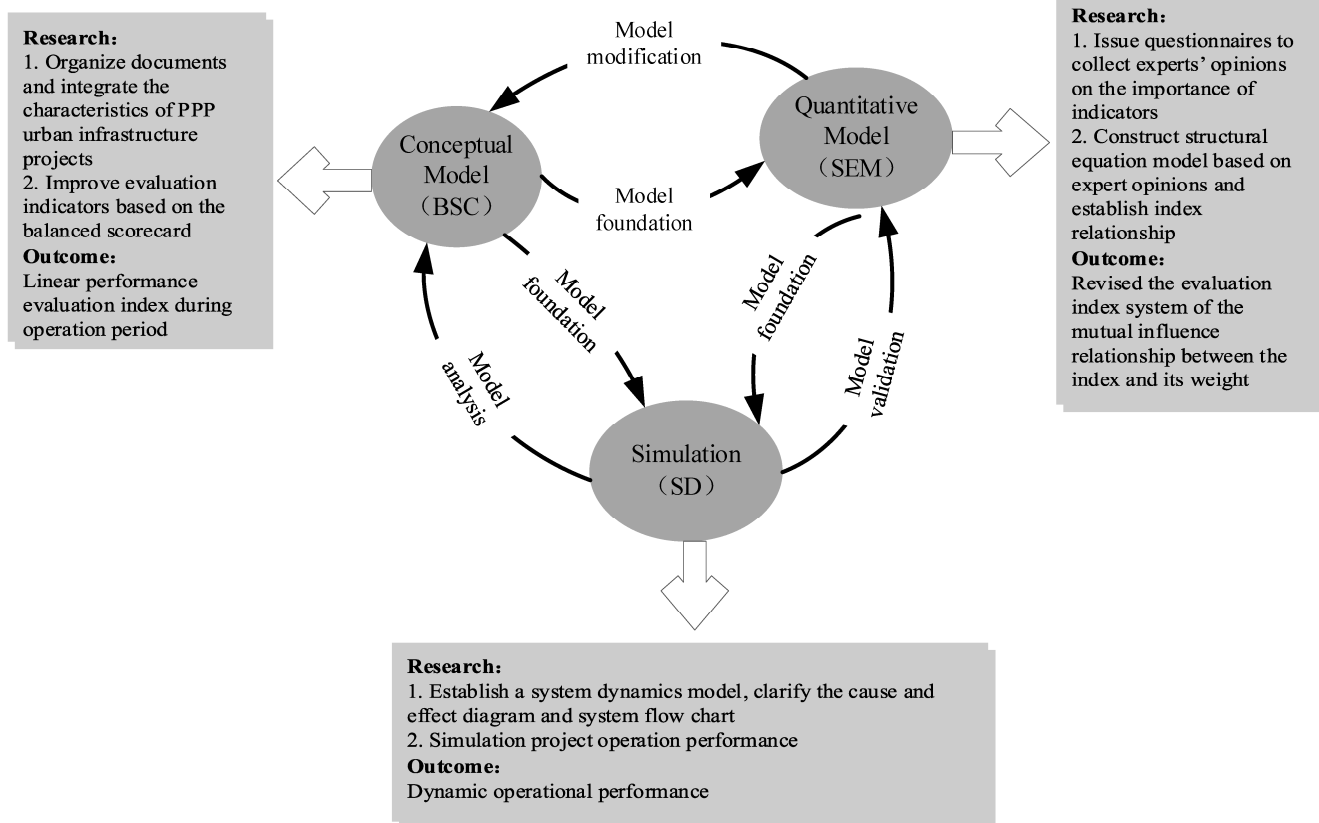 Research：
1. Organize documents
and integrate the
characteristics of PPP
urban infrastructure
projects
2. Improve evaluation
indicators based on the
balanced scorecard
Outcome：
Linear performance
evaluation index during
operation period
Model
modification
Conceptual
Model
（BSC）
Model
foundation
Quantitative
Model
（SEM）
Research：
1. Issue questionnaires to
collect experts’ opinions
on the importance of
indicators
2. Construct structural
equation model based on
expert opinions and
establish index
relationship
Outcome：
Revised the evaluation
index system of the
mutual influence
relationship between the
index and its weight
Model
foundation
Model
foundation
Model
analysis
Model
validation
Simulation
（SD）
Research：
1. Establish a system dynamics model, clarify the cause and
effect diagram and system flow chart
2. Simulation project operation performance
Outcome：
Dynamic operational performance